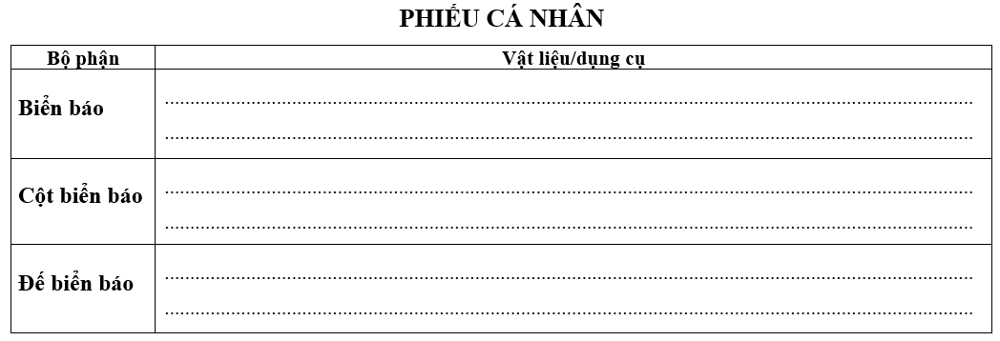 PHIẾU CÁ NHÂN
Bộ phận Vật liệu/dụng cụ
Biển báo
Cột biển báo
Đế biển báo